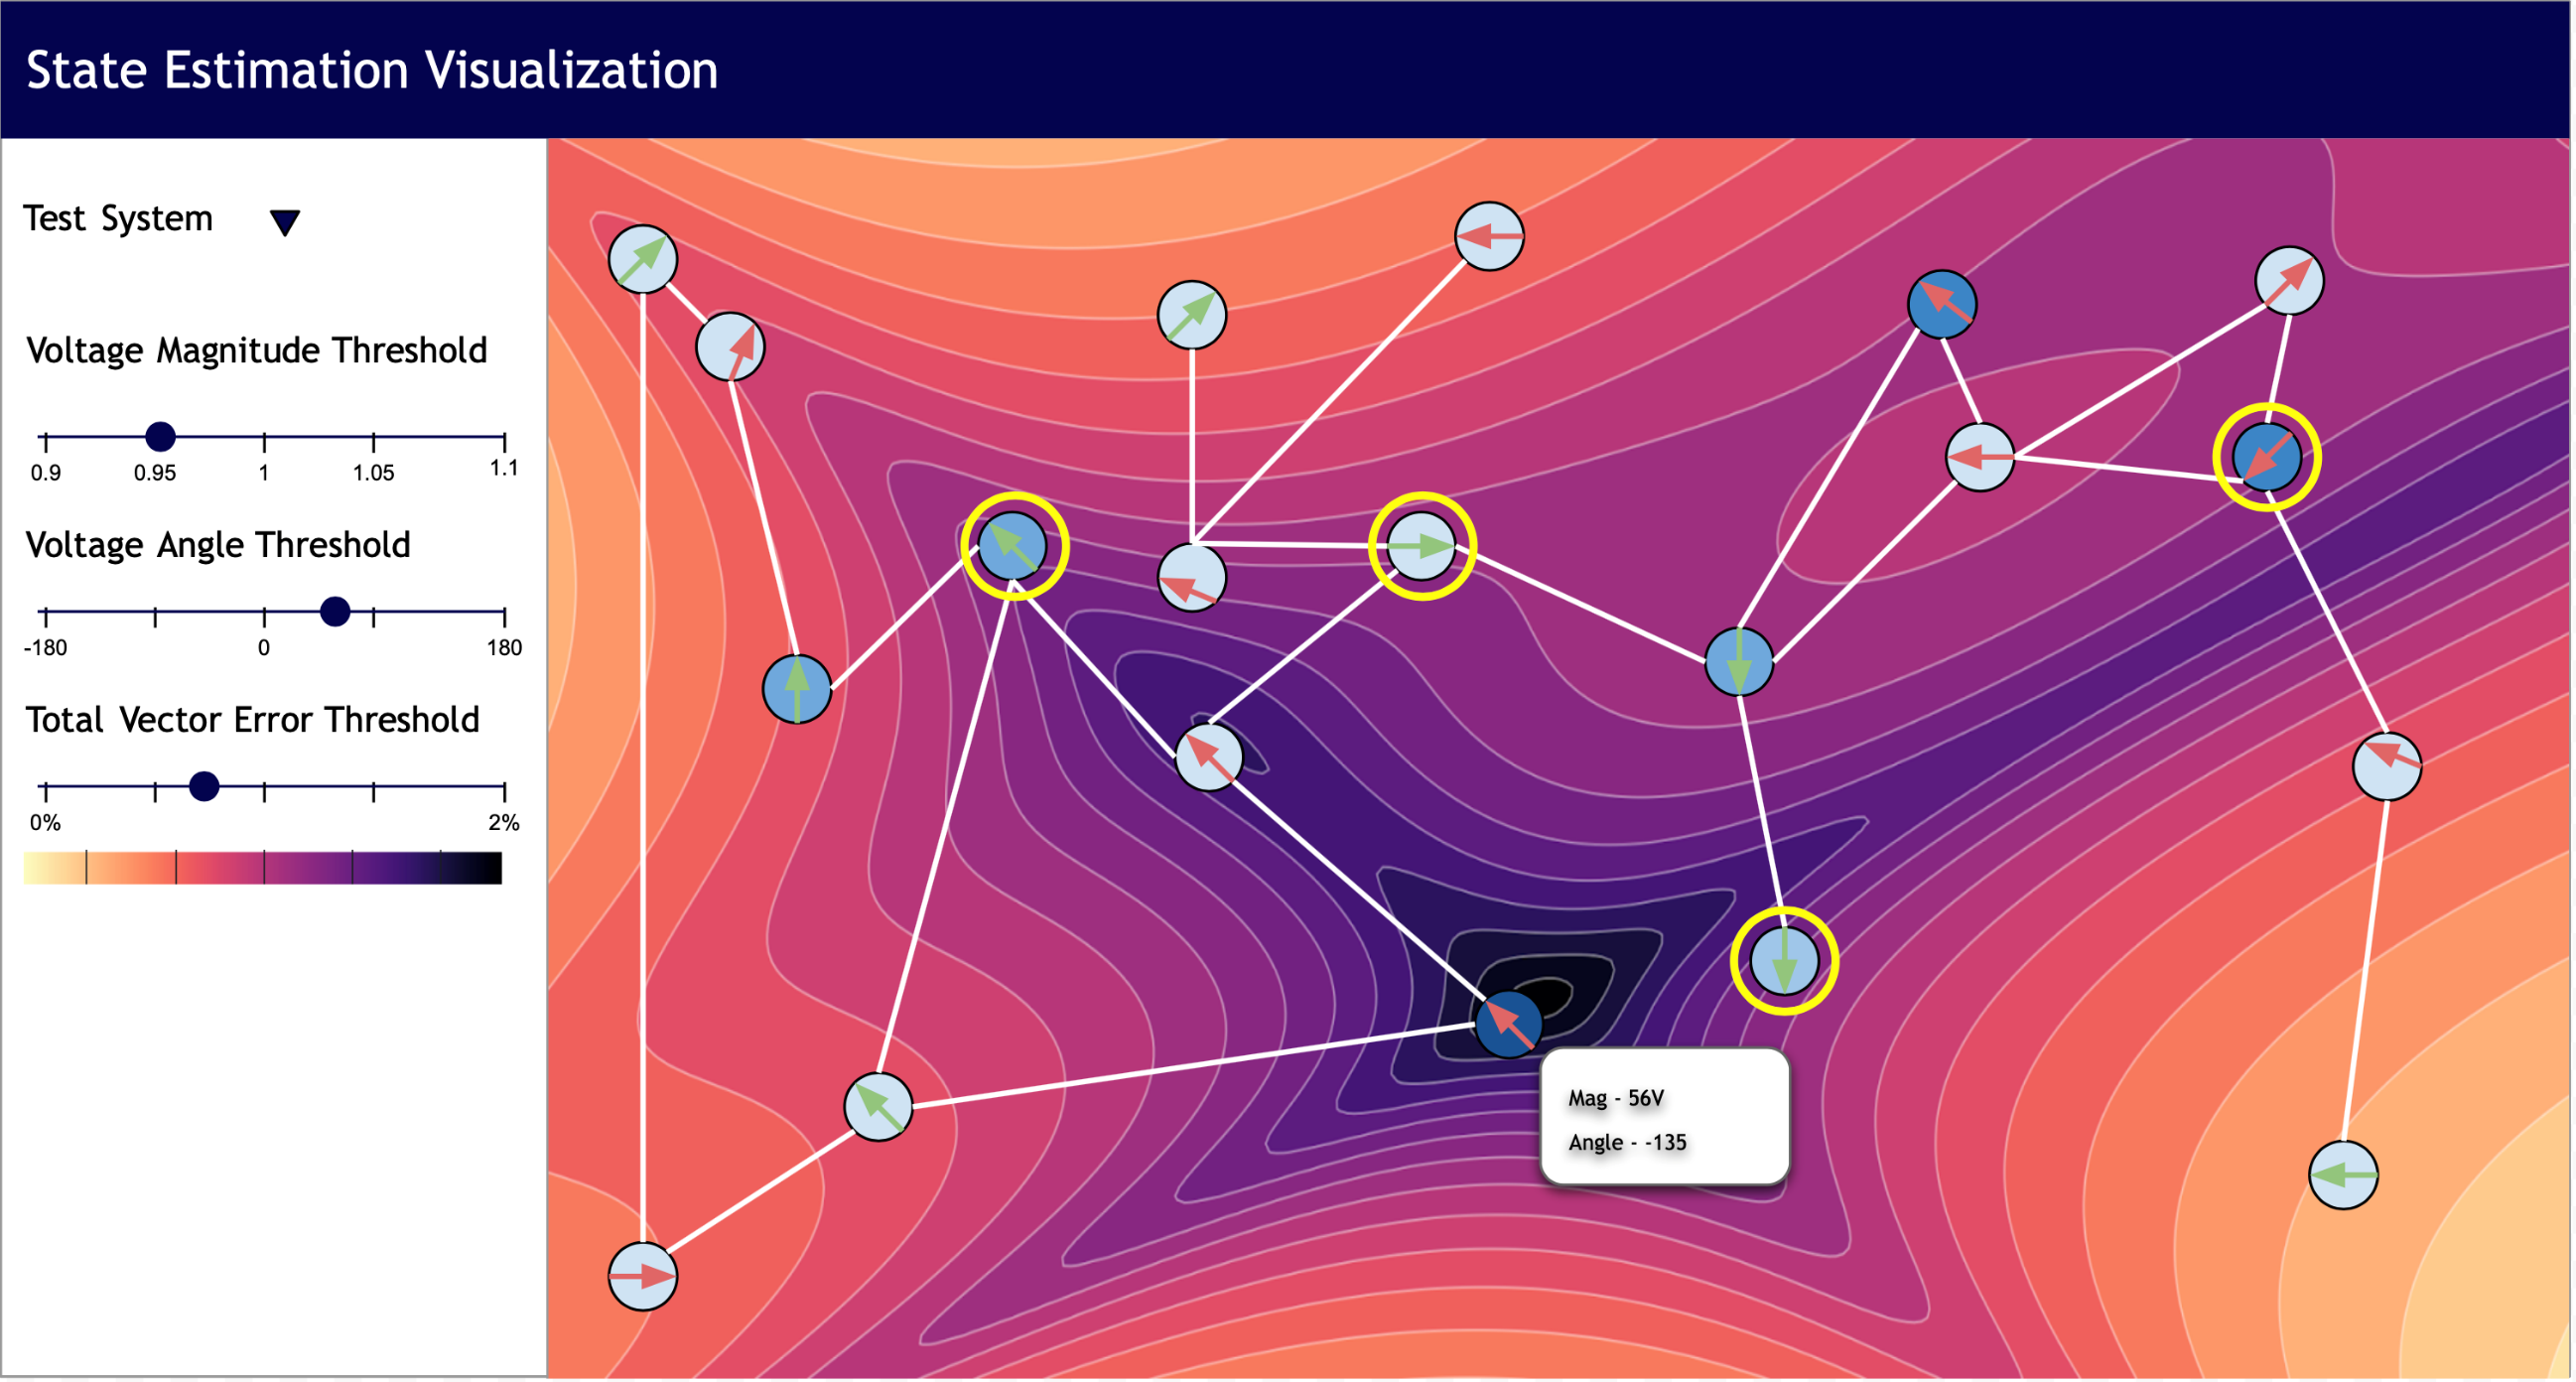 State Estimation Visualization
Test System
Voltage Magnitude Threshold
0.9 0.95 1 1.05 1.1
Voltage Angle Threshold
-180 0 180
Total Vector Error Threshold
0% 2%
Mag - 56V
Angle - -135